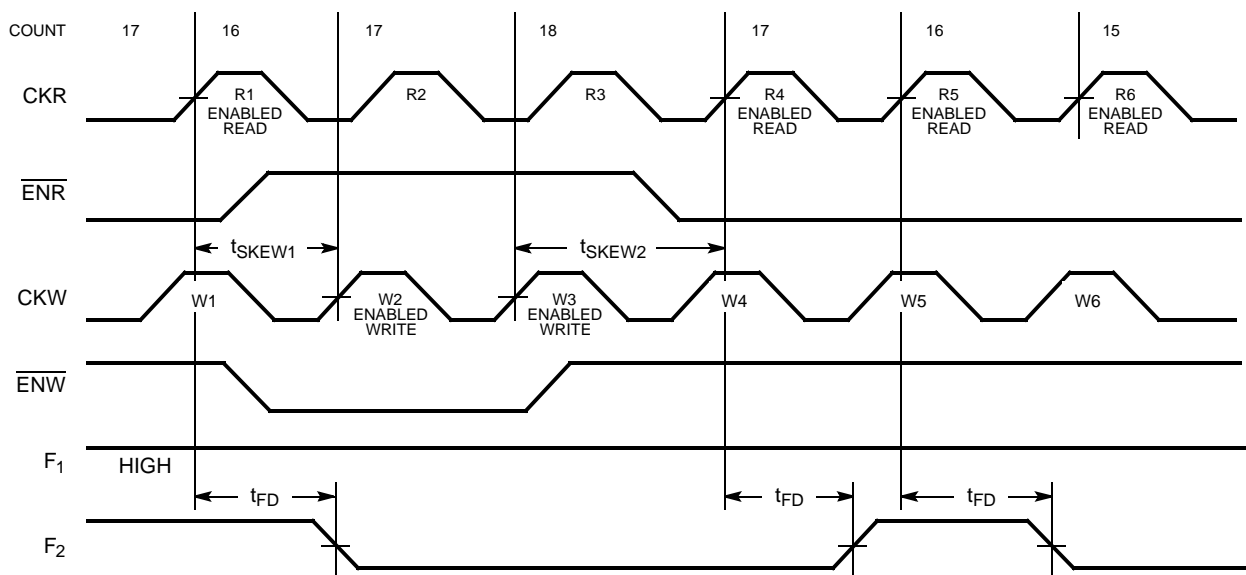 COUNT 17 16 17 18 17 16 15
CKR
R1 R2 R3 R4 R5 R6
ENABLED READ
ENABLED READ
ENABLED READ
ENABLED READ
ENR
tSKEW1 tSKEW2
CKW
W1 W2 W3 W4 W5 W6
ENABLED WRITE
ENABLED WRITE
ENW
F1 HIGH
tFD tFD tFD
F2